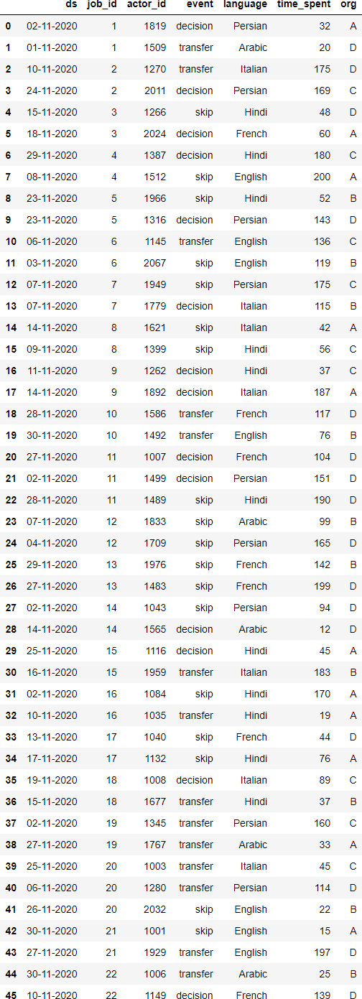 ds job_id actor_id event language time_spent org
0 02-11-2020 1 1819 decision Persian 32 A
1 01-11-2020 1 1509 transfer Arabic 20 D
2 10-11-2020 2 1270 transfer Italian 175 D
3 24-11-2020 2 2011 decision Persian 169 C
4 15-11-2020 3 1266 skip Hindi 48 D
5 18-11-2020 3 2024 decision French 60 A
6 29-11-2020 4 1387 decision Hindi 180 C
7 08-11-2020 4 1512 skip English 200 A
8 23-11-2020 5 1966 skip Hindi 52 B
9 23-11-2020 5 1316 decision Persian 143 D
10 06-11-2020 6 1145 transfer English 136 C
11 03-11-2020 6 2067 skip English 119 B
12 07-11-2020 7 1949 skip Persian 175 C
13 07-11-2020 7 1779 decision Italian 115 B
14 14-11-2020 8 1621 skip Italian 42 A
15 09-11-2020 8 1399 skip Hindi 56 C
16 11-11-2020 9 1262 decision Hindi 37 C
17 14-11-2020 9 1892 decision Italian 187 A
18 28-11-2020 10 1586 transfer French 117 D
19 30-11-2020 10 1492 transfer English 76 B
20 27-11-2020 11 1007 decision French 104 D
21 02-11-2020 11 1499 decision Persian 151 D
22 28-11-2020 11 1489 skip Hindi 190 D
23 07-11-2020 12 1833 skip Arabic 99 B
24 04-11-2020 12 1709 skip Persian 165 D
25 29-11-2020 13 1976 skip French 142 B
26 27-11-2020 13 1483 skip French 199 D
27 02-11-2020 14 1043 skip Persian 94 D
28 14-11-2020 14 1565 decision Arabic 12 D
29 25-11-2020 15 1116 decision Hindi 45 A
30 16-11-2020 15 1959 transfer Italian 183 B
31 02-11-2020 16 1084 skip Hindi 170 A
32 10-11-2020 16 1035 transfer Hindi 19 A
33 13-11-2020 17 1040 skip French 44 D
34 17-11-2020 17 1132 skip Hindi 76 A
35 19-11-2020 18 1008 decision Italian 89 C
36 15-11-2020 18 1677 transfer Hindi 37 B
37 02-11-2020 19 1345 transfer Persian 160 C
38 27-11-2020 19 1767 transfer Arabic 33 A
39 25-11-2020 20 1003 transfer Italian 45 C
40 06-11-2020 20 1280 transfer Persian 114 D
41 26-11-2020 20 2032 skip English 22 B
42 30-11-2020 21 1001 skip English 15 A
43 27-11-2020 21 1929 transfer English 197 D
44 30-11-2020 22 1006 transfer Arabic 25 B
45 10-11-2020 22 1149 decision French 139 D